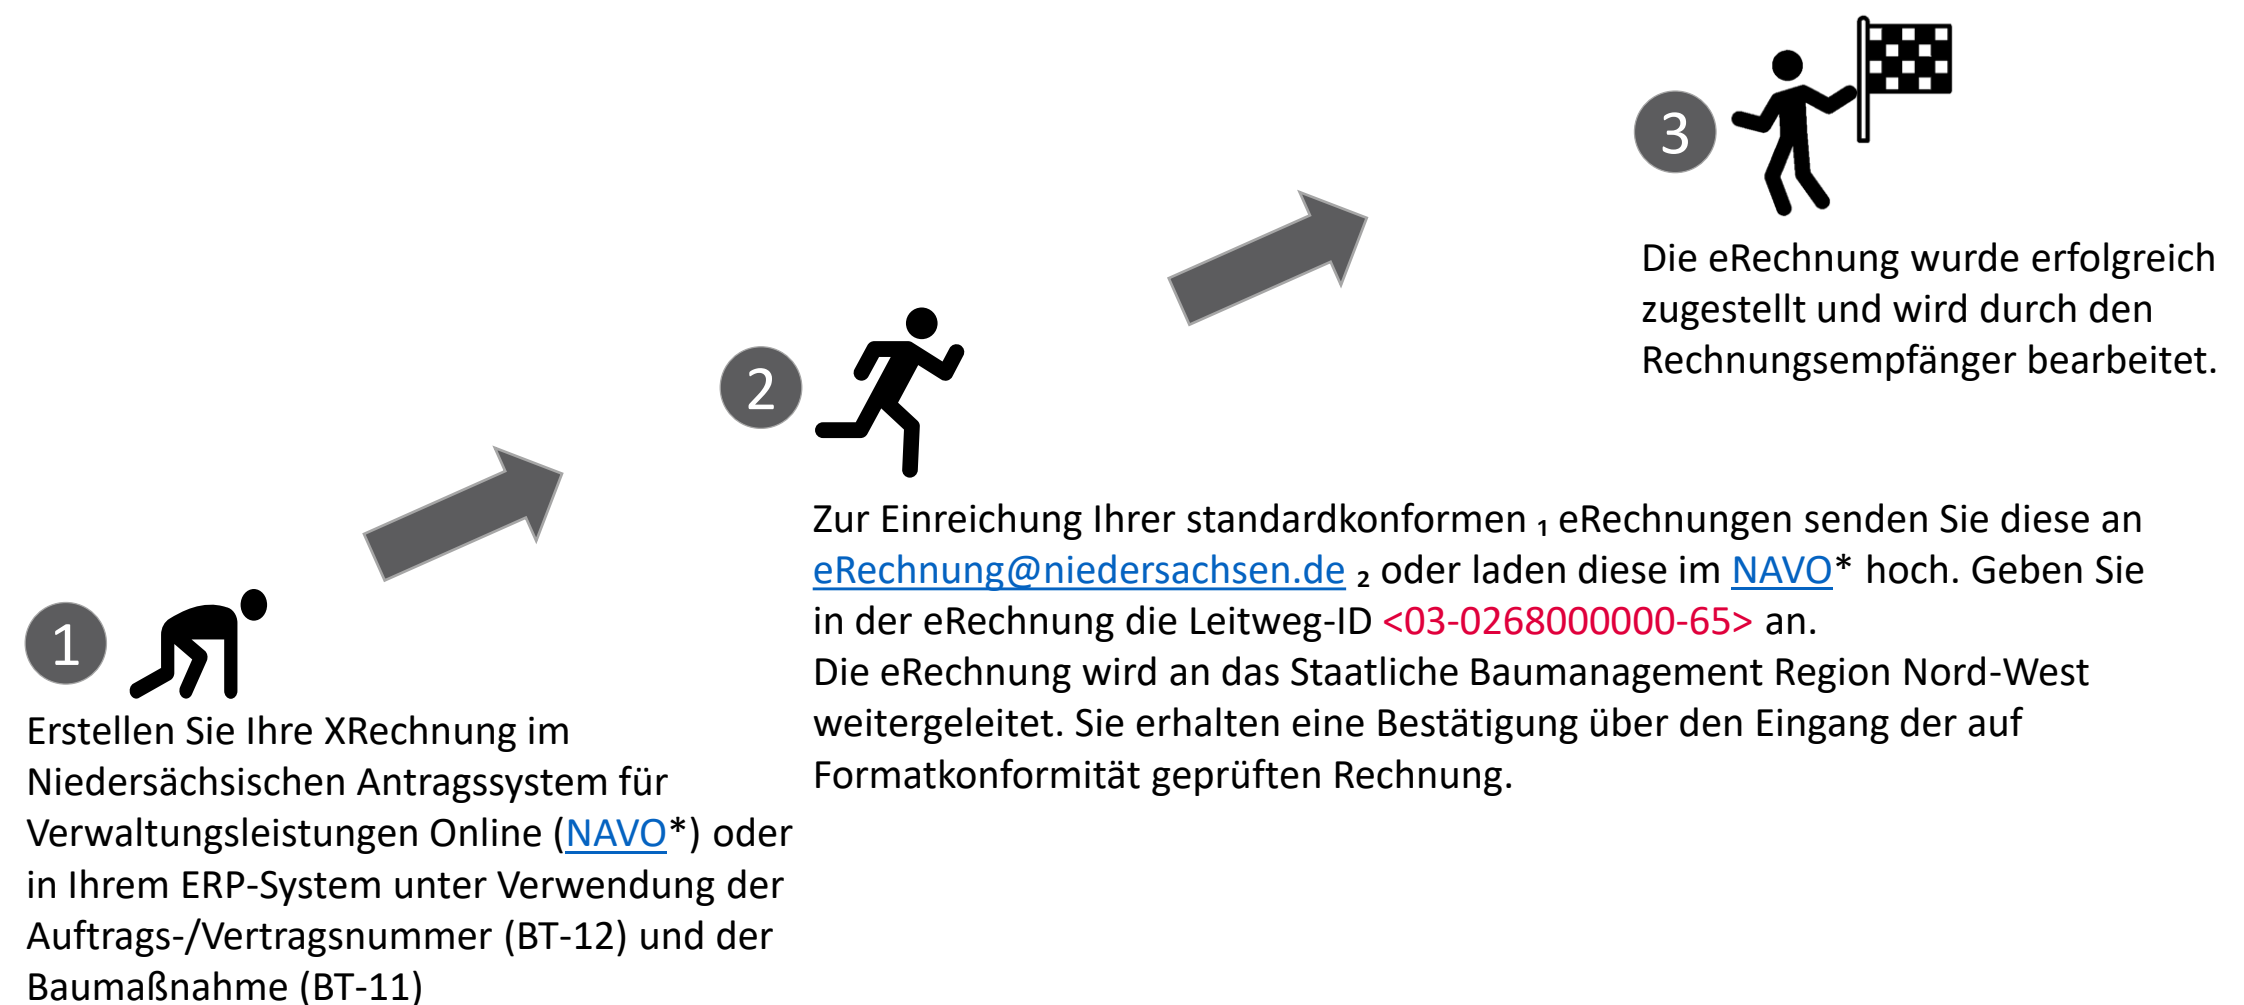 1
Erstellen Sie Ihre XRechnung im
Niedersächsischen Antragssystem für
Verwaltungsleistungen Online (NAVO*) oder
in Ihrem ERP-System unter Verwendung der
Auftrags-/Vertragsnummer (BT-12) und der
Baumaßnahme (BT-11)
2
Zur Einreichung Ihrer standardkonformen ₁ eRechnungen senden Sie diese an
eRechnung@niedersachsen.de ₂ oder laden diese im NAVO* hoch. Geben Sie
in der eRechnung die Leitweg-ID <03-0268000000-65> an.
Die eRechnung wird an das Staatliche Baumanagement Region Nord-West
weitergeleitet. Sie erhalten eine Bestätigung über den Eingang der auf
Formatkonformität geprüften Rechnung.
3
Die eRechnung wurde erfolgreich
zugestellt und wird durch den
Rechnungsempfänger bearbeitet.